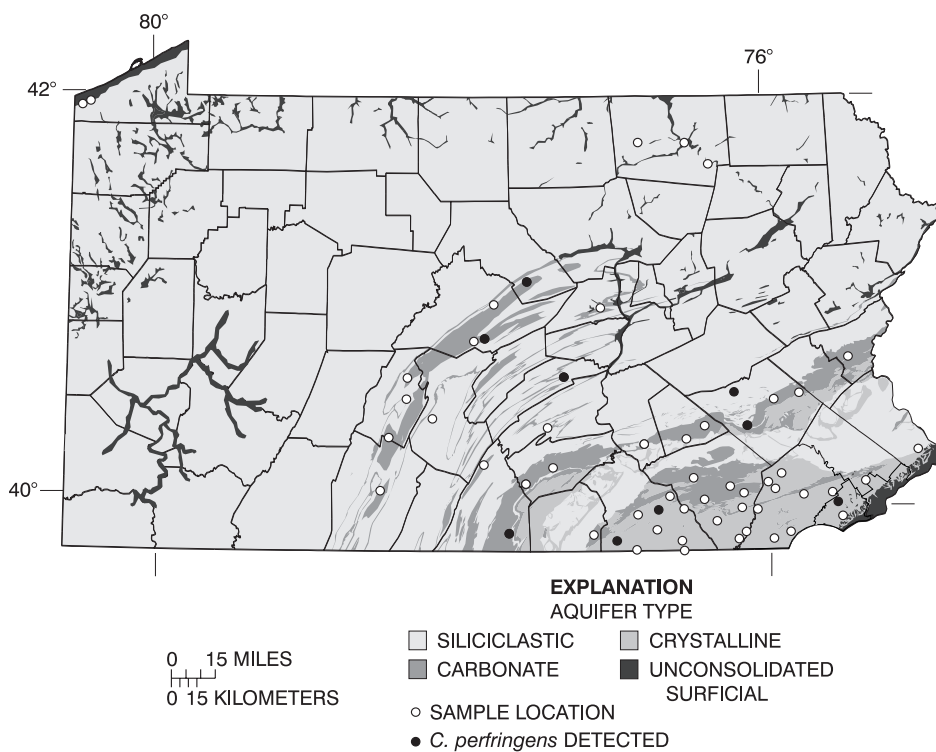 80°
76°
42°
40°
EXPLANATION
AQUIFER TYPE
SILICICLASTIC
CRYSTALLINE
CARBONATE
UNCONSOLIDATED
SURFICIAL
0 15 MILES
0 15 KILOMETERS
SAMPLE LOCATION
C. perfringens DETECTED